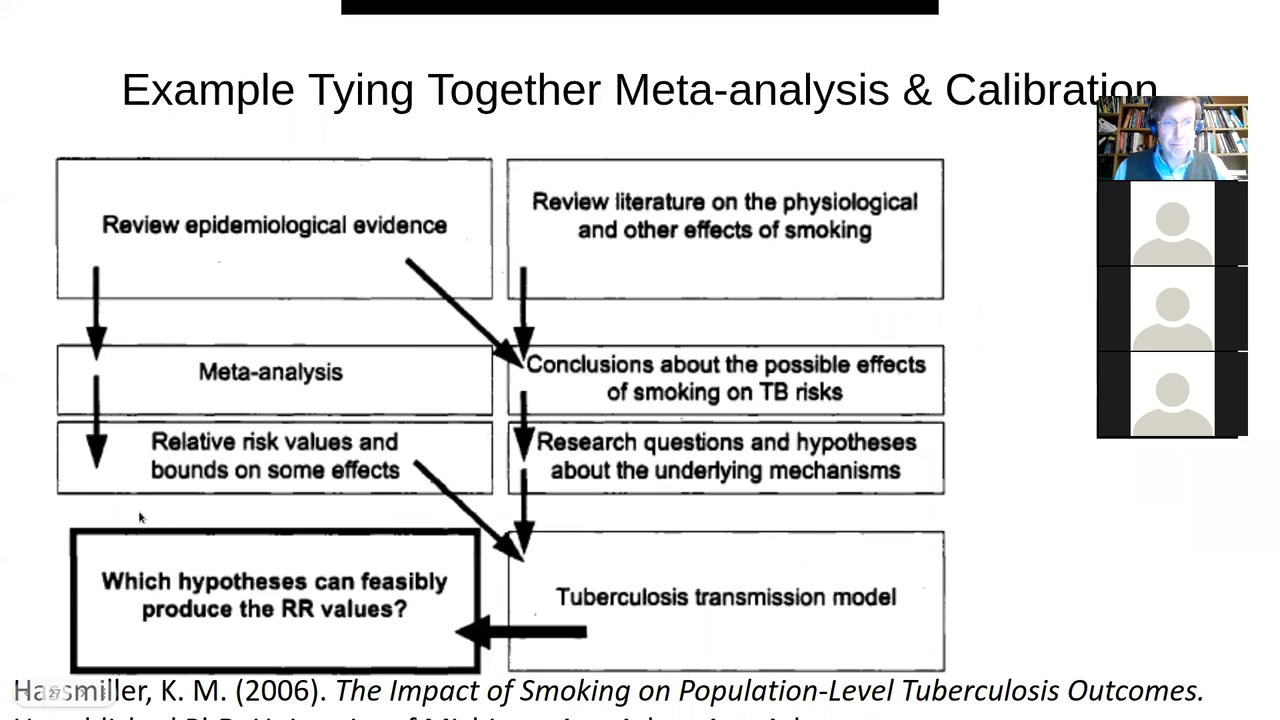 Example Tying Together Meta-analysis & Calibration
Review epidemiological evidence
Review literature on the physiological
and other effects of smoking
Meta-analysis
Conclusions about the possible effects
of smoking on TB risks
Relative risk values and
bounds on some effects
Research questions and hypotheses
about the underlying mechanisms
Which hypotheses can feasibly
produce the RR values?
Tuberculosis transmission model
Hassmiller, K. M. (2006). The Impact of Smoking on Population-Level Tuberculosis Outcomes.
27